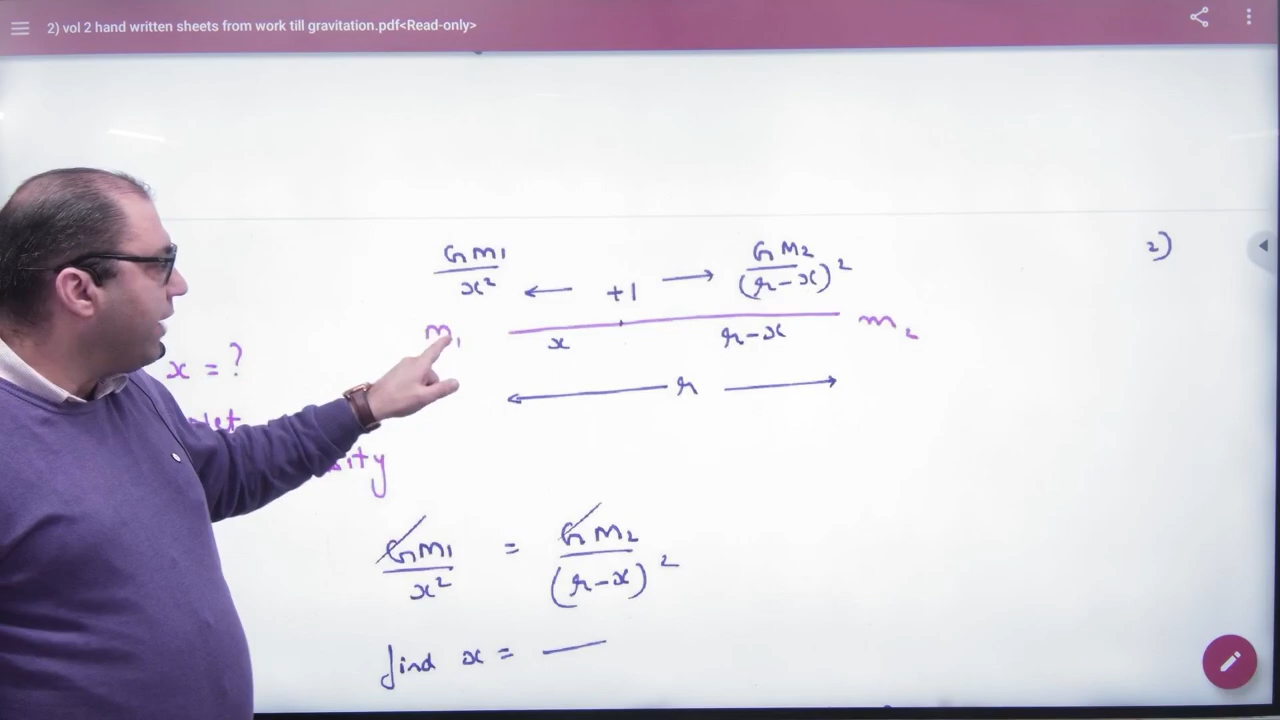 2) vol 2 hand written sheets from work till gravitation.pdf<Read-only>
2)
Gm1/x² ← +1 → GM2/(r-x)²
m1 x r-x m2
x = ?
r
Gm1/x² = GM2/(r-x)²
find x =